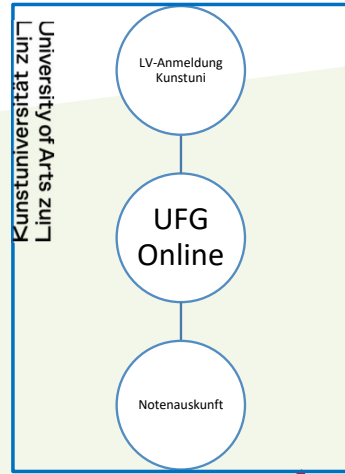 Kunstuniversität Linz
University of Arts Linz
LV-Anmeldung
Kunstuni
UFG
Online
Notenauskunft